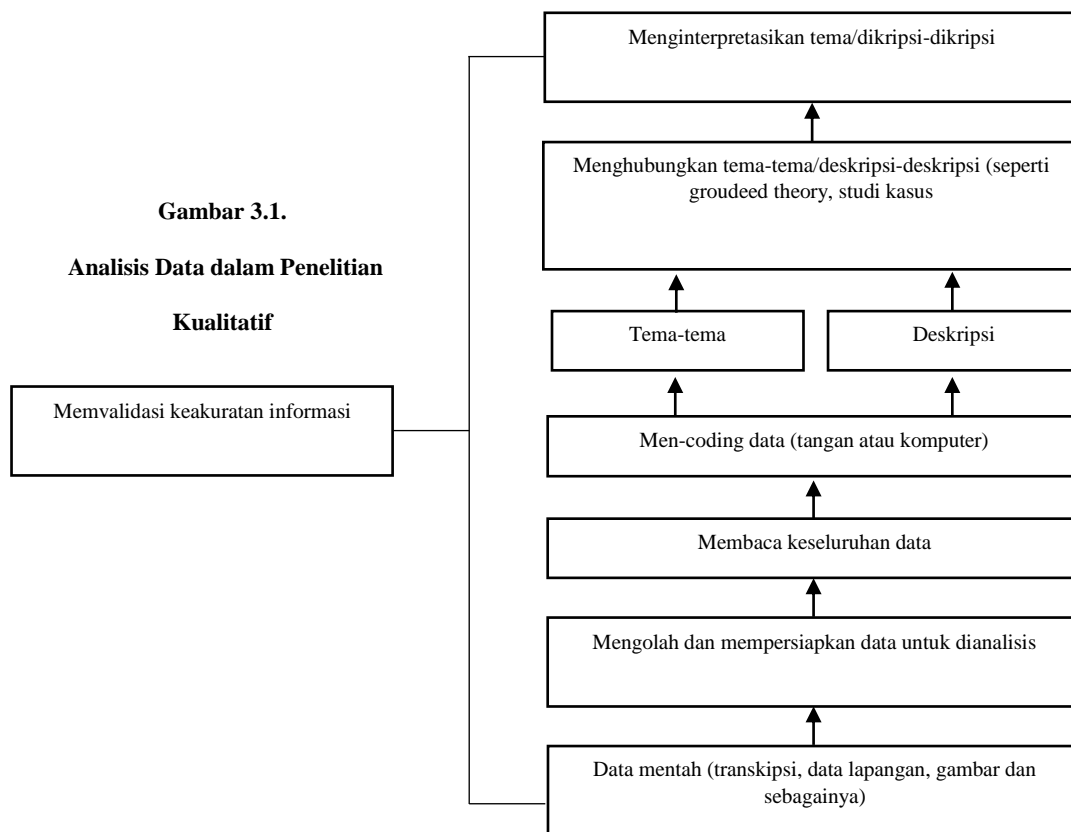 Menginterpretasikan tema/dikripsi-dikripsi
Menghubungkan tema-tema/deskripsi-deskripsi (seperti
groudeed theory, studi kasus
Gambar 3.1.
Analisis Data dalam Penelitian
Kualitatif
Tema-tema
Deskripsi
Memvalidasi keakuratan informasi
Men-coding data (tangan atau komputer)
Membaca keseluruhan data
Mengolah dan mempersiapkan data untuk dianalisis
Data mentah (transkipsi, data lapangan, gambar dan
sebagainya)